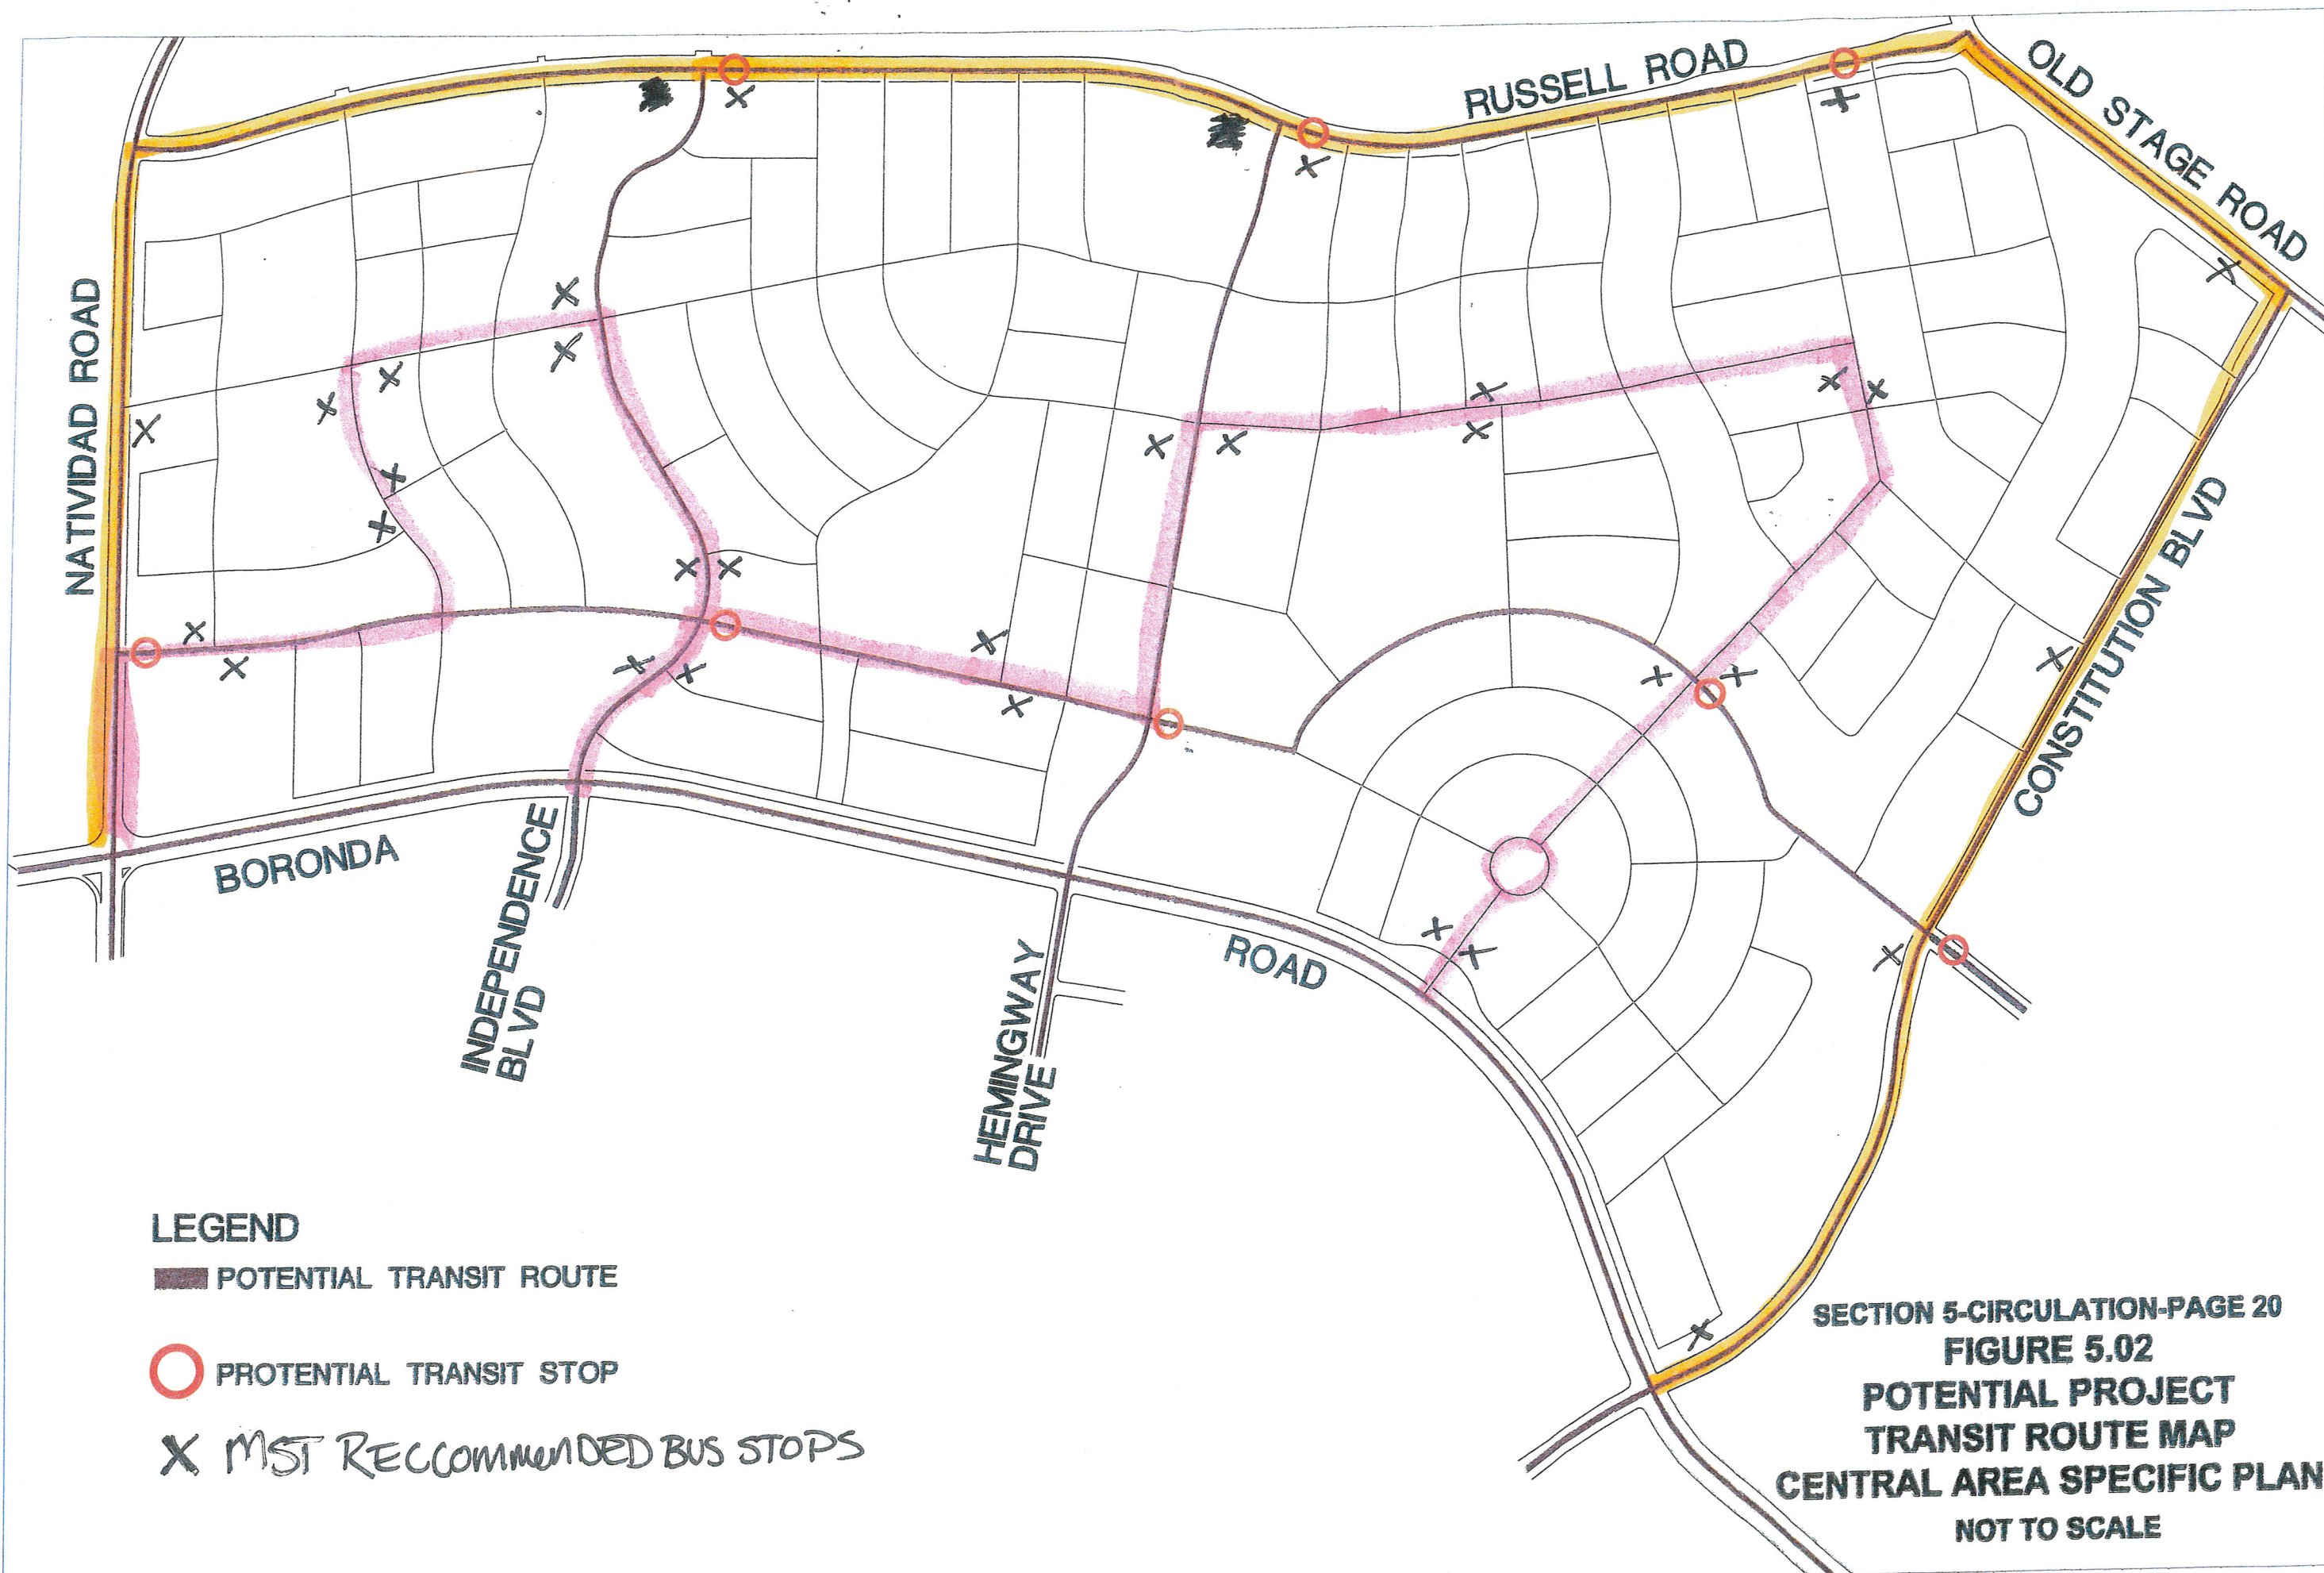 RUSSELL ROAD
OLD STAGE ROAD
NATIVIDAD ROAD
CONSTITUTION BLVD
BORONDA
ROAD
INDEPENDENCE
BLVD
HEMINGWAY
DRIVE
LEGEND
POTENTIAL TRANSIT ROUTE
PROTENTIAL TRANSIT STOP
X MST RECCOMMENDED BUS STOPS
SECTION 5-CIRCULATION-PAGE 20
FIGURE 5.02
POTENTIAL PROJECT
TRANSIT ROUTE MAP
CENTRAL AREA SPECIFIC PLAN
NOT TO SCALE